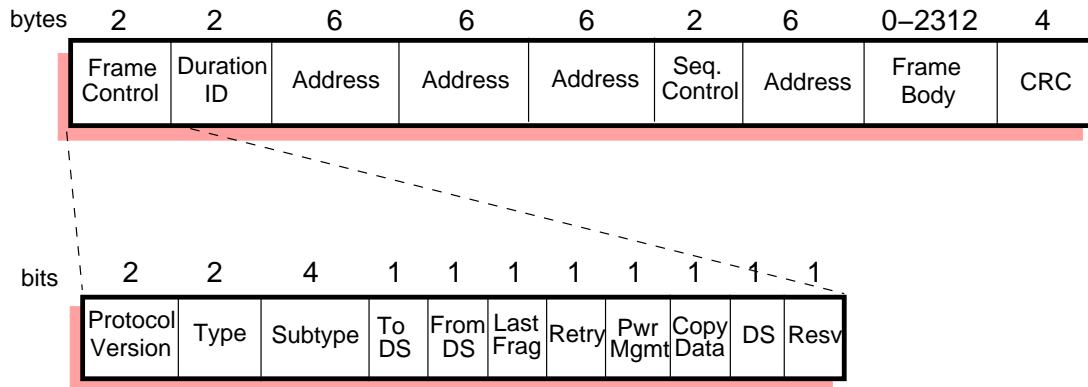 bytes 2 2 6 6 6 2 6 0–2312 4
Frame Control Duration ID Address Address Address Seq. Control Address Frame Body CRC
bits 2 2 4 1 1 1 1 1 1 1 1
Protocol Version Type Subtype To DS From DS Last Frag Retry Pwr Mgmt Copy Data DS Resv